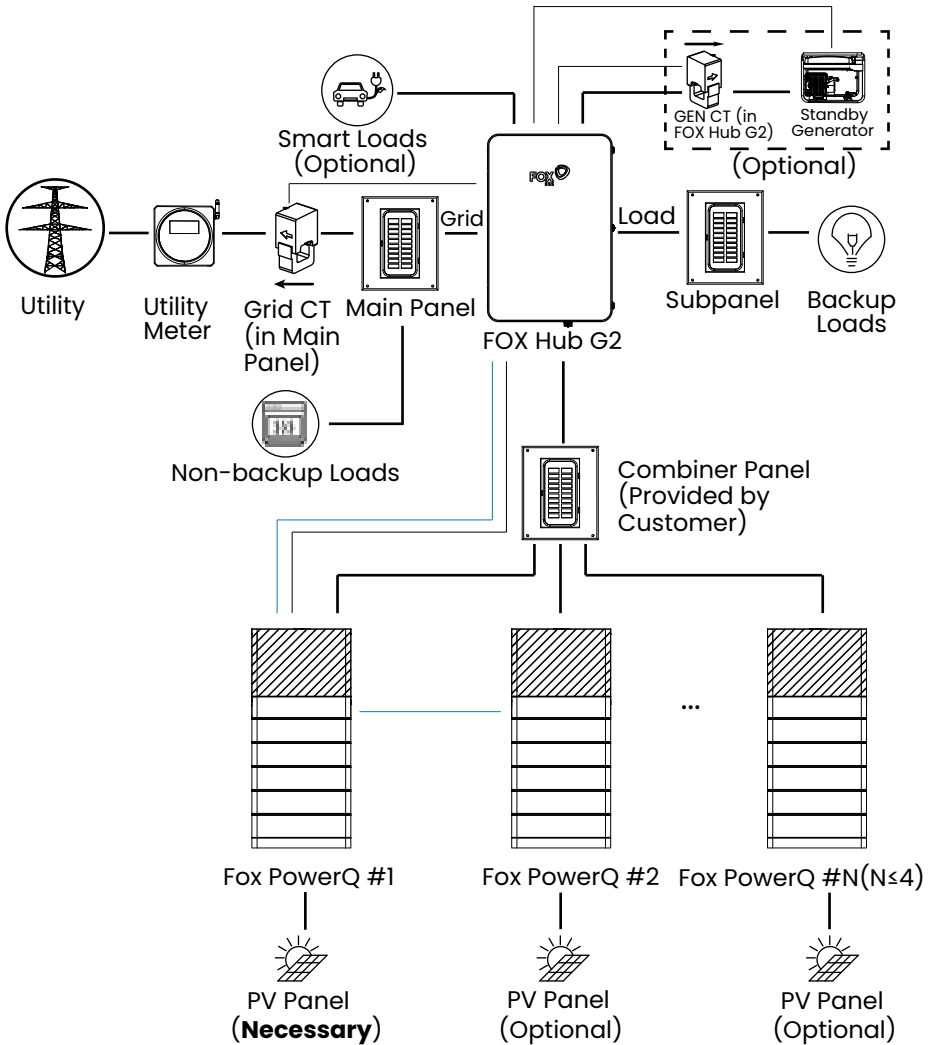 GEN CT (in
FOX Hub G2)
Standby
Generator
(Optional)
Smart Loads
(Optional)
FOX
Grid
Load
Utility
Utility
Meter
Grid CT
(in Main
Panel)
Main Panel
FOX Hub G2
Subpanel
Backup
Loads
Non-backup Loads
Combiner Panel
(Provided by
Customer)
...
Fox PowerQ #1
Fox PowerQ #2
Fox PowerQ #N(N≤4)
PV Panel
(Necessary)
PV Panel
(Optional)
PV Panel
(Optional)